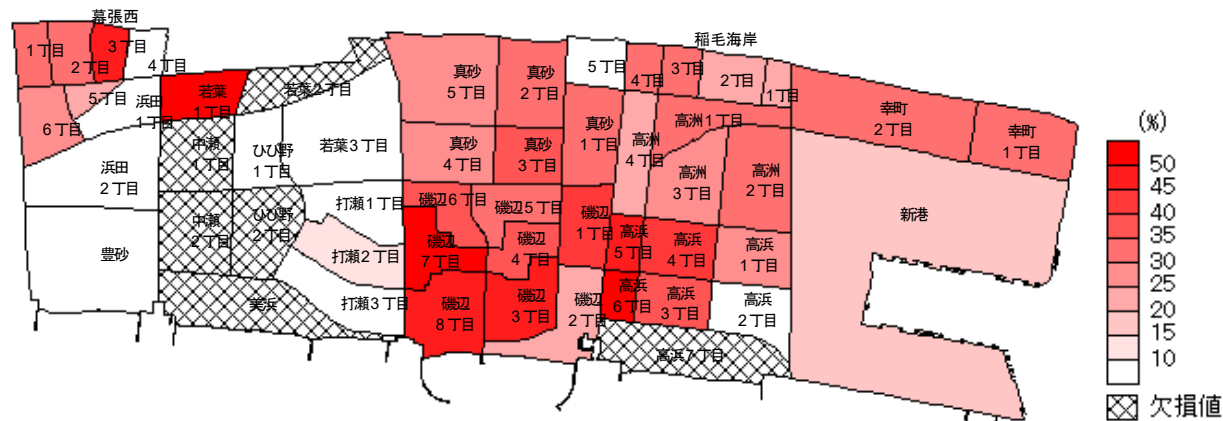 幕張西
1丁目
2丁目
3丁目
4丁目
5丁目
6丁目
浜田
1丁目
若葉
1丁目
若葉2丁目
浜田
2丁目
豊砂
中瀬
1丁目
ひび野
1丁目
若葉3丁目
中瀬
2丁目
ひび野
2丁目
打瀬1丁目
打瀬2丁目
打瀬3丁目
美浜
真砂
5丁目
真砂
2丁目
真砂
4丁目
真砂
3丁目
真砂
1丁目
磯辺6丁目
磯辺5丁目
磯辺
7丁目
磯辺
4丁目
磯辺
1丁目
磯辺
8丁目
磯辺
3丁目
磯辺
2丁目
稲毛海岸
5丁目
4丁目
3丁目
2丁目
1丁目
高洲1丁目
高洲
4丁目
高洲
3丁目
高洲
2丁目
高浜
5丁目
高浜
4丁目
高浜
1丁目
高浜
6丁目
高浜
3丁目
高浜
2丁目
高浜7丁目
幸町
2丁目
幸町
1丁目
新港
(%)
50
45
40
35
30
25
20
15
10
欠損値